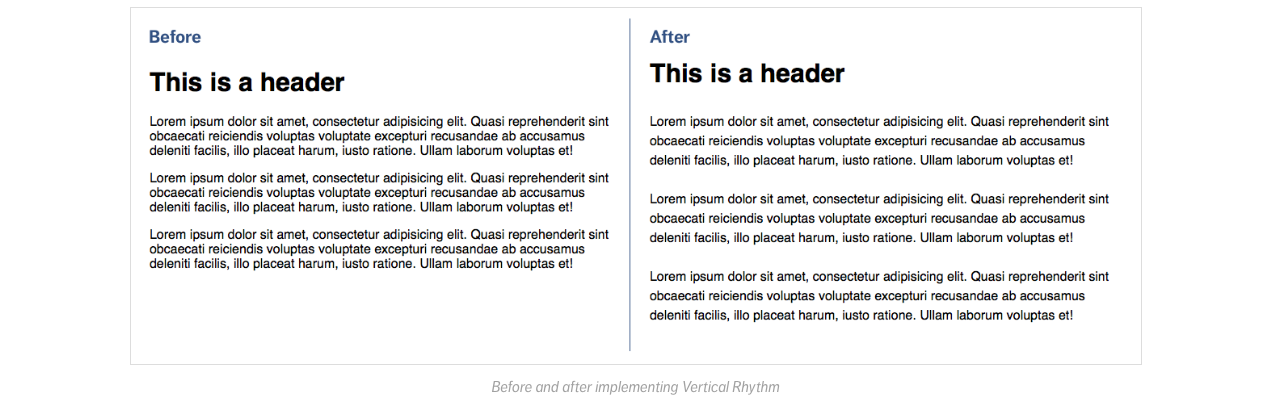 Before
This is a header
Lorem ipsum dolor sit amet, consectetur adipisicing elit. Quasi reprehenderit sint
obcaecati reiciendis voluptas voluptate excepturi recusandae ab accusamus
deleniti facilis, illo placeat harum, iusto ratione. Ullam laborum voluptas et!
Lorem ipsum dolor sit amet, consectetur adipisicing elit. Quasi reprehenderit sint
obcaecati reiciendis voluptas voluptate excepturi recusandae ab accusamus
deleniti facilis, illo placeat harum, iusto ratione. Ullam laborum voluptas et!
Lorem ipsum dolor sit amet, consectetur adipisicing elit. Quasi reprehenderit sint
obcaecati reiciendis voluptas voluptate excepturi recusandae ab accusamus
deleniti facilis, illo placeat harum, iusto ratione. Ullam laborum voluptas et!
After
This is a header
Lorem ipsum dolor sit amet, consectetur adipisicing elit. Quasi reprehenderit sint
obcaecati reiciendis voluptas voluptate excepturi recusandae ab accusamus
deleniti facilis, illo placeat harum, iusto ratione. Ullam laborum voluptas et!
Lorem ipsum dolor sit amet, consectetur adipisicing elit. Quasi reprehenderit sint
obcaecati reiciendis voluptas voluptate excepturi recusandae ab accusamus
deleniti facilis, illo placeat harum, iusto ratione. Ullam laborum voluptas et!
Lorem ipsum dolor sit amet, consectetur adipisicing elit. Quasi reprehenderit sint
obcaecati reiciendis voluptas voluptate excepturi recusandae ab accusamus
deleniti facilis, illo placeat harum, iusto ratione. Ullam laborum voluptas et!
Before and after implementing Vertical Rhythm